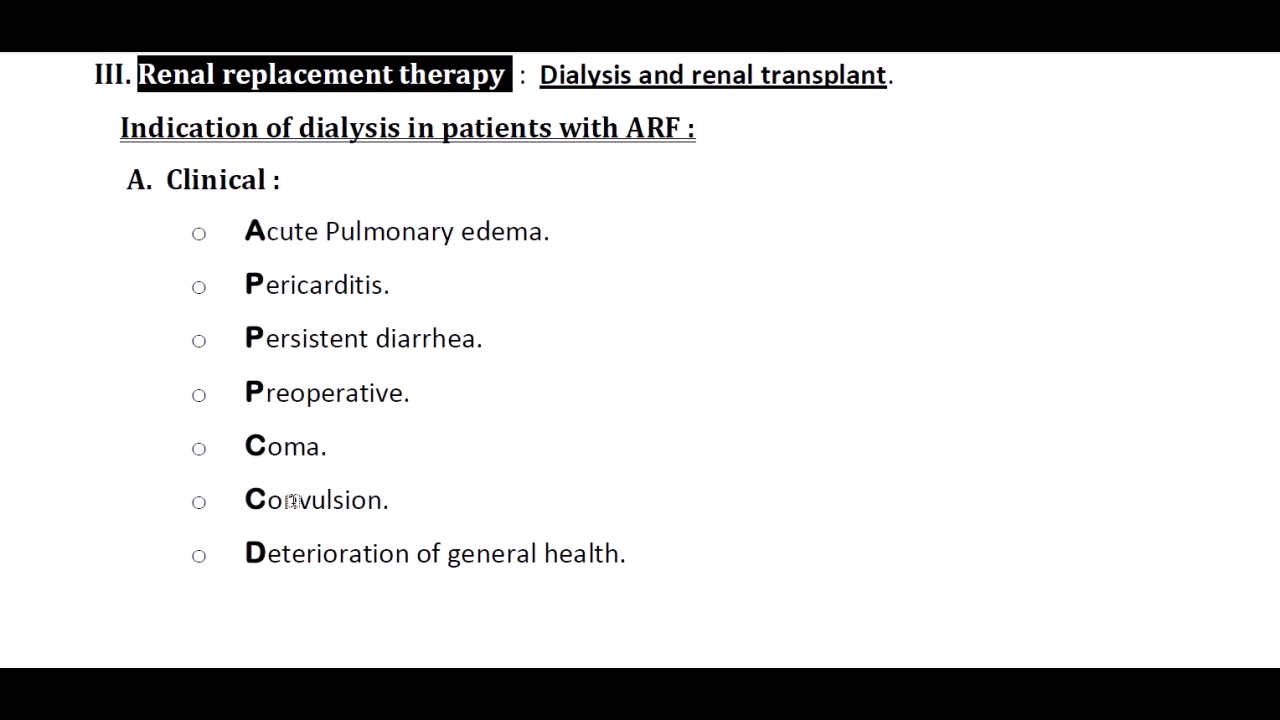 III. Renal replacement therapy : Dialysis and renal transplant.
Indication of dialysis in patients with ARF :
A. Clinical :
○ Acute Pulmonary edema.
○ Pericarditis.
○ Persistent diarrhea.
○ Preoperative.
○ Coma.
○ Convulsion.
○ Deterioration of general health.